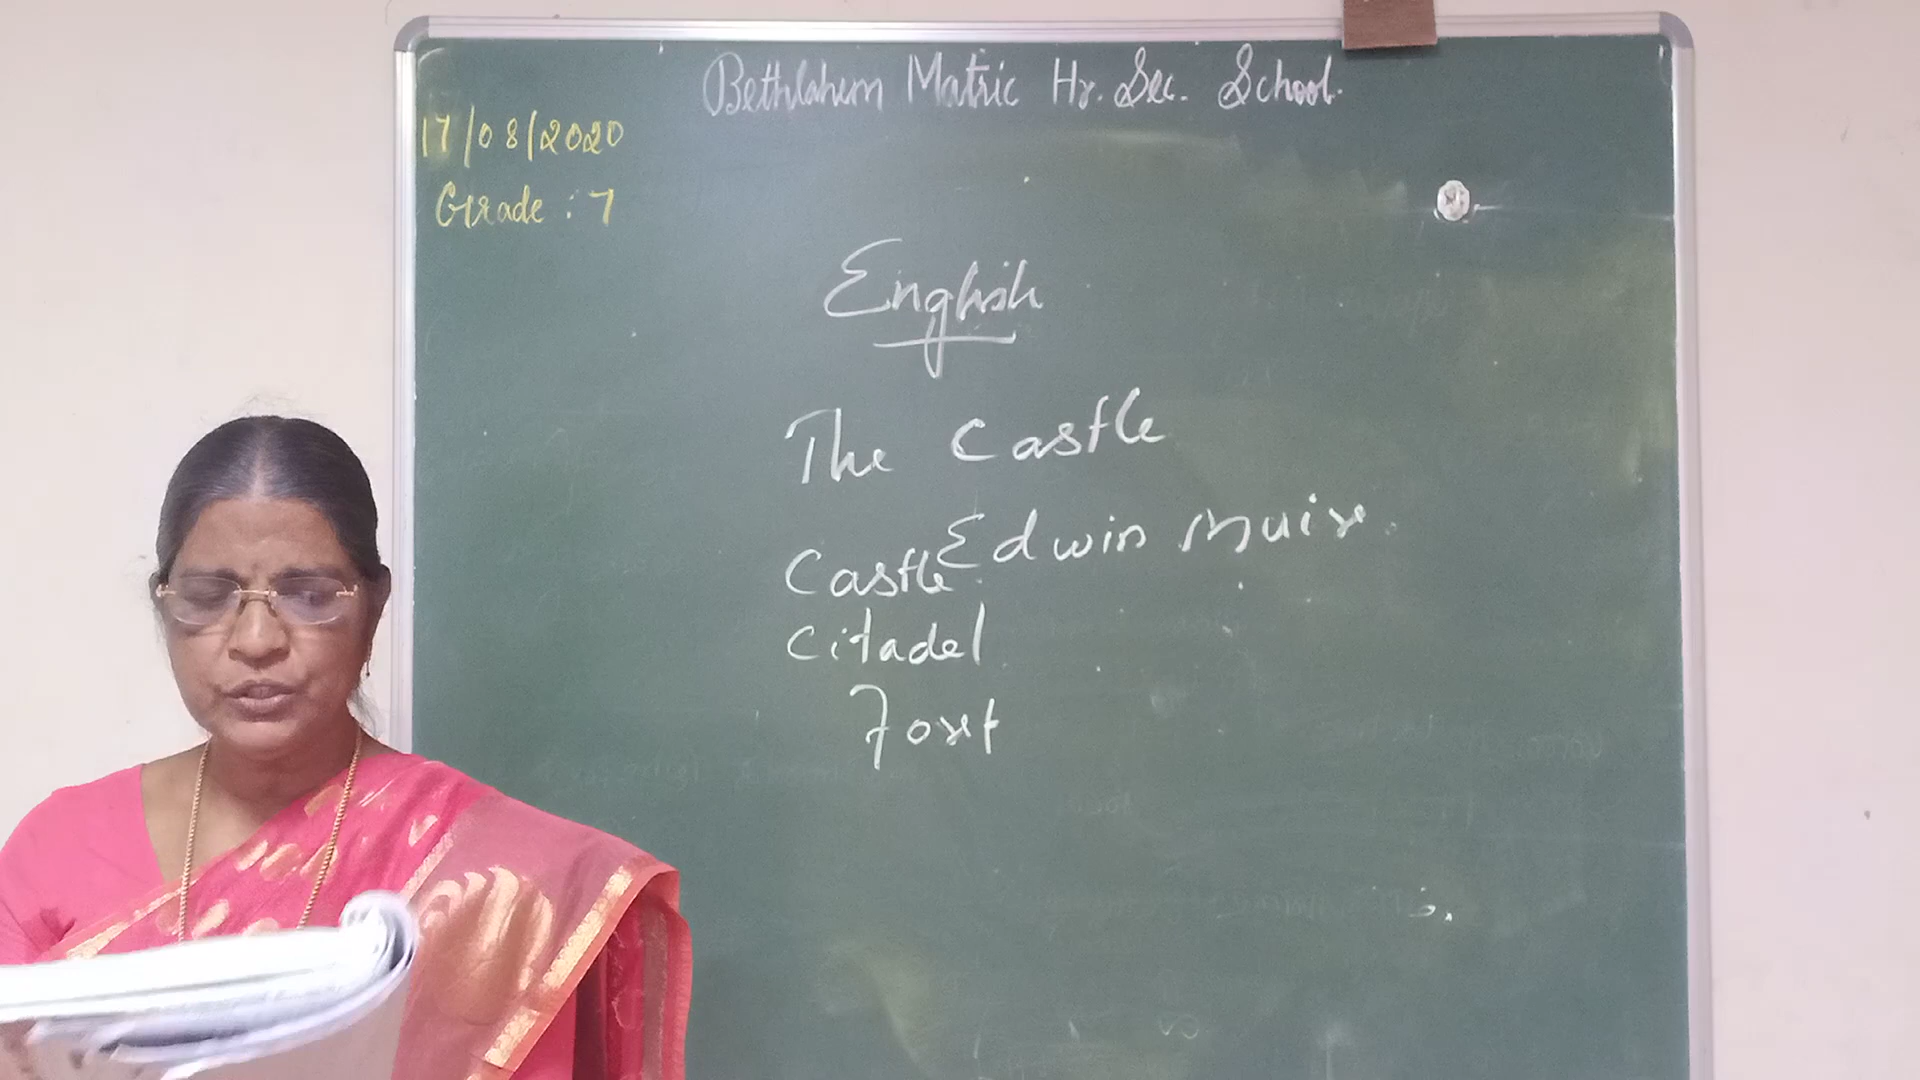 Bethlahem Matric Hr. Sec. School.
17/08/2020
Grade : 7
English
The Castle
Edwin Muir.
Castle
Citadel
Fort